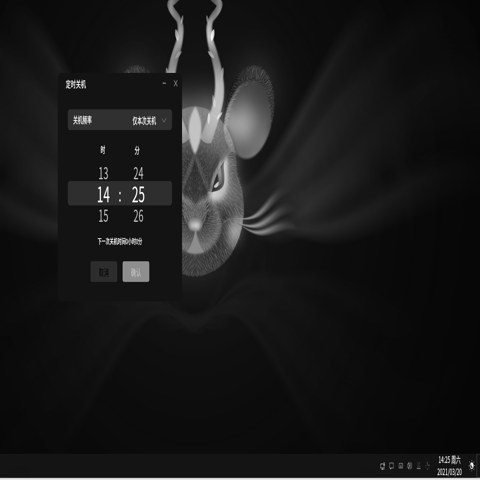 定时关机
关机频率 仅本次关机
时 分
13 24
14 : 25
15 26
下一次关机时间0小时0分
取消 确认
14:25 周六
2021/03/20